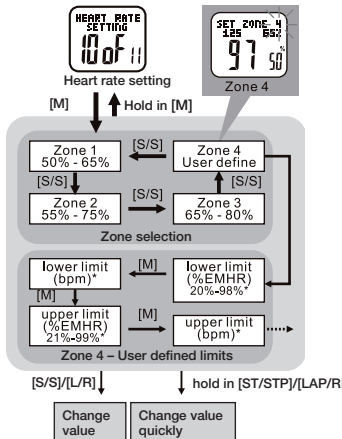 HEART RATE
SETTING
10 oF 11
Heart rate setting
SET ZONE 4
125 65%
97 50%
Zone 4
[M]
Hold in [M]
Zone 1
50% - 65%
[S/S]
Zone 4
User define
[S/S]
[S/S]
Zone 2
55% - 75%
[S/S]
Zone 3
65% - 80%
Zone selection
lower limit
(bpm)*
[M]
lower limit
(%EMHR)
20%-98%*
[M]
upper limit
(%EMHR)
21%-99%*
[M]
upper limit
(bpm)*
Zone 4 – User defined limits
[S/S]/[L/R]
hold in [ST/STP]/[LAP/R
Change
value
Change value
quickly